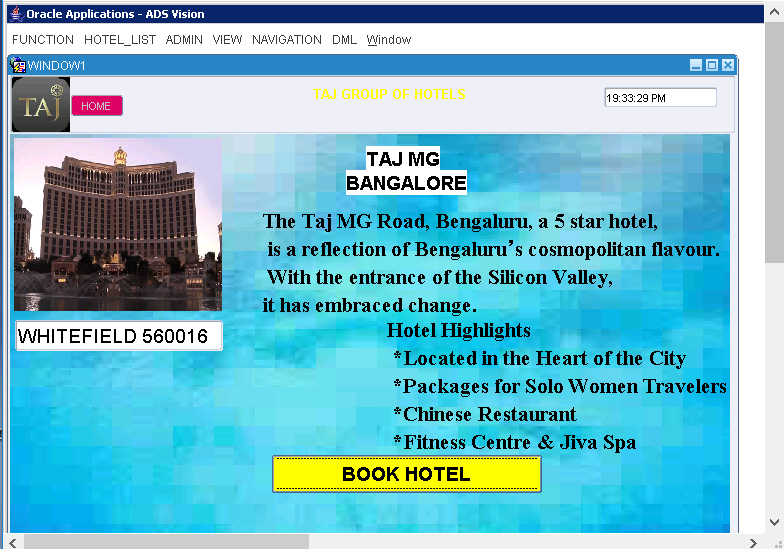 Oracle Applications - ADS Vision
FUNCTION HOTEL_LIST ADMIN VIEW NAVIGATION DML Window
WINDOW1
TAJ
HOME
TAJ GROUP OF HOTELS
19:33:29 PM
TAJ MG
BANGALORE
The Taj MG Road, Bengaluru, a 5 star hotel,
is a reflection of Bengaluru's cosmopolitan flavour.
With the entrance of the Silicon Valley,
it has embraced change.
WHITEFIELD 560016
Hotel Highlights
*Located in the Heart of the City
*Packages for Solo Women Travelers
*Chinese Restaurant
*Fitness Centre & Jiva Spa
BOOK HOTEL